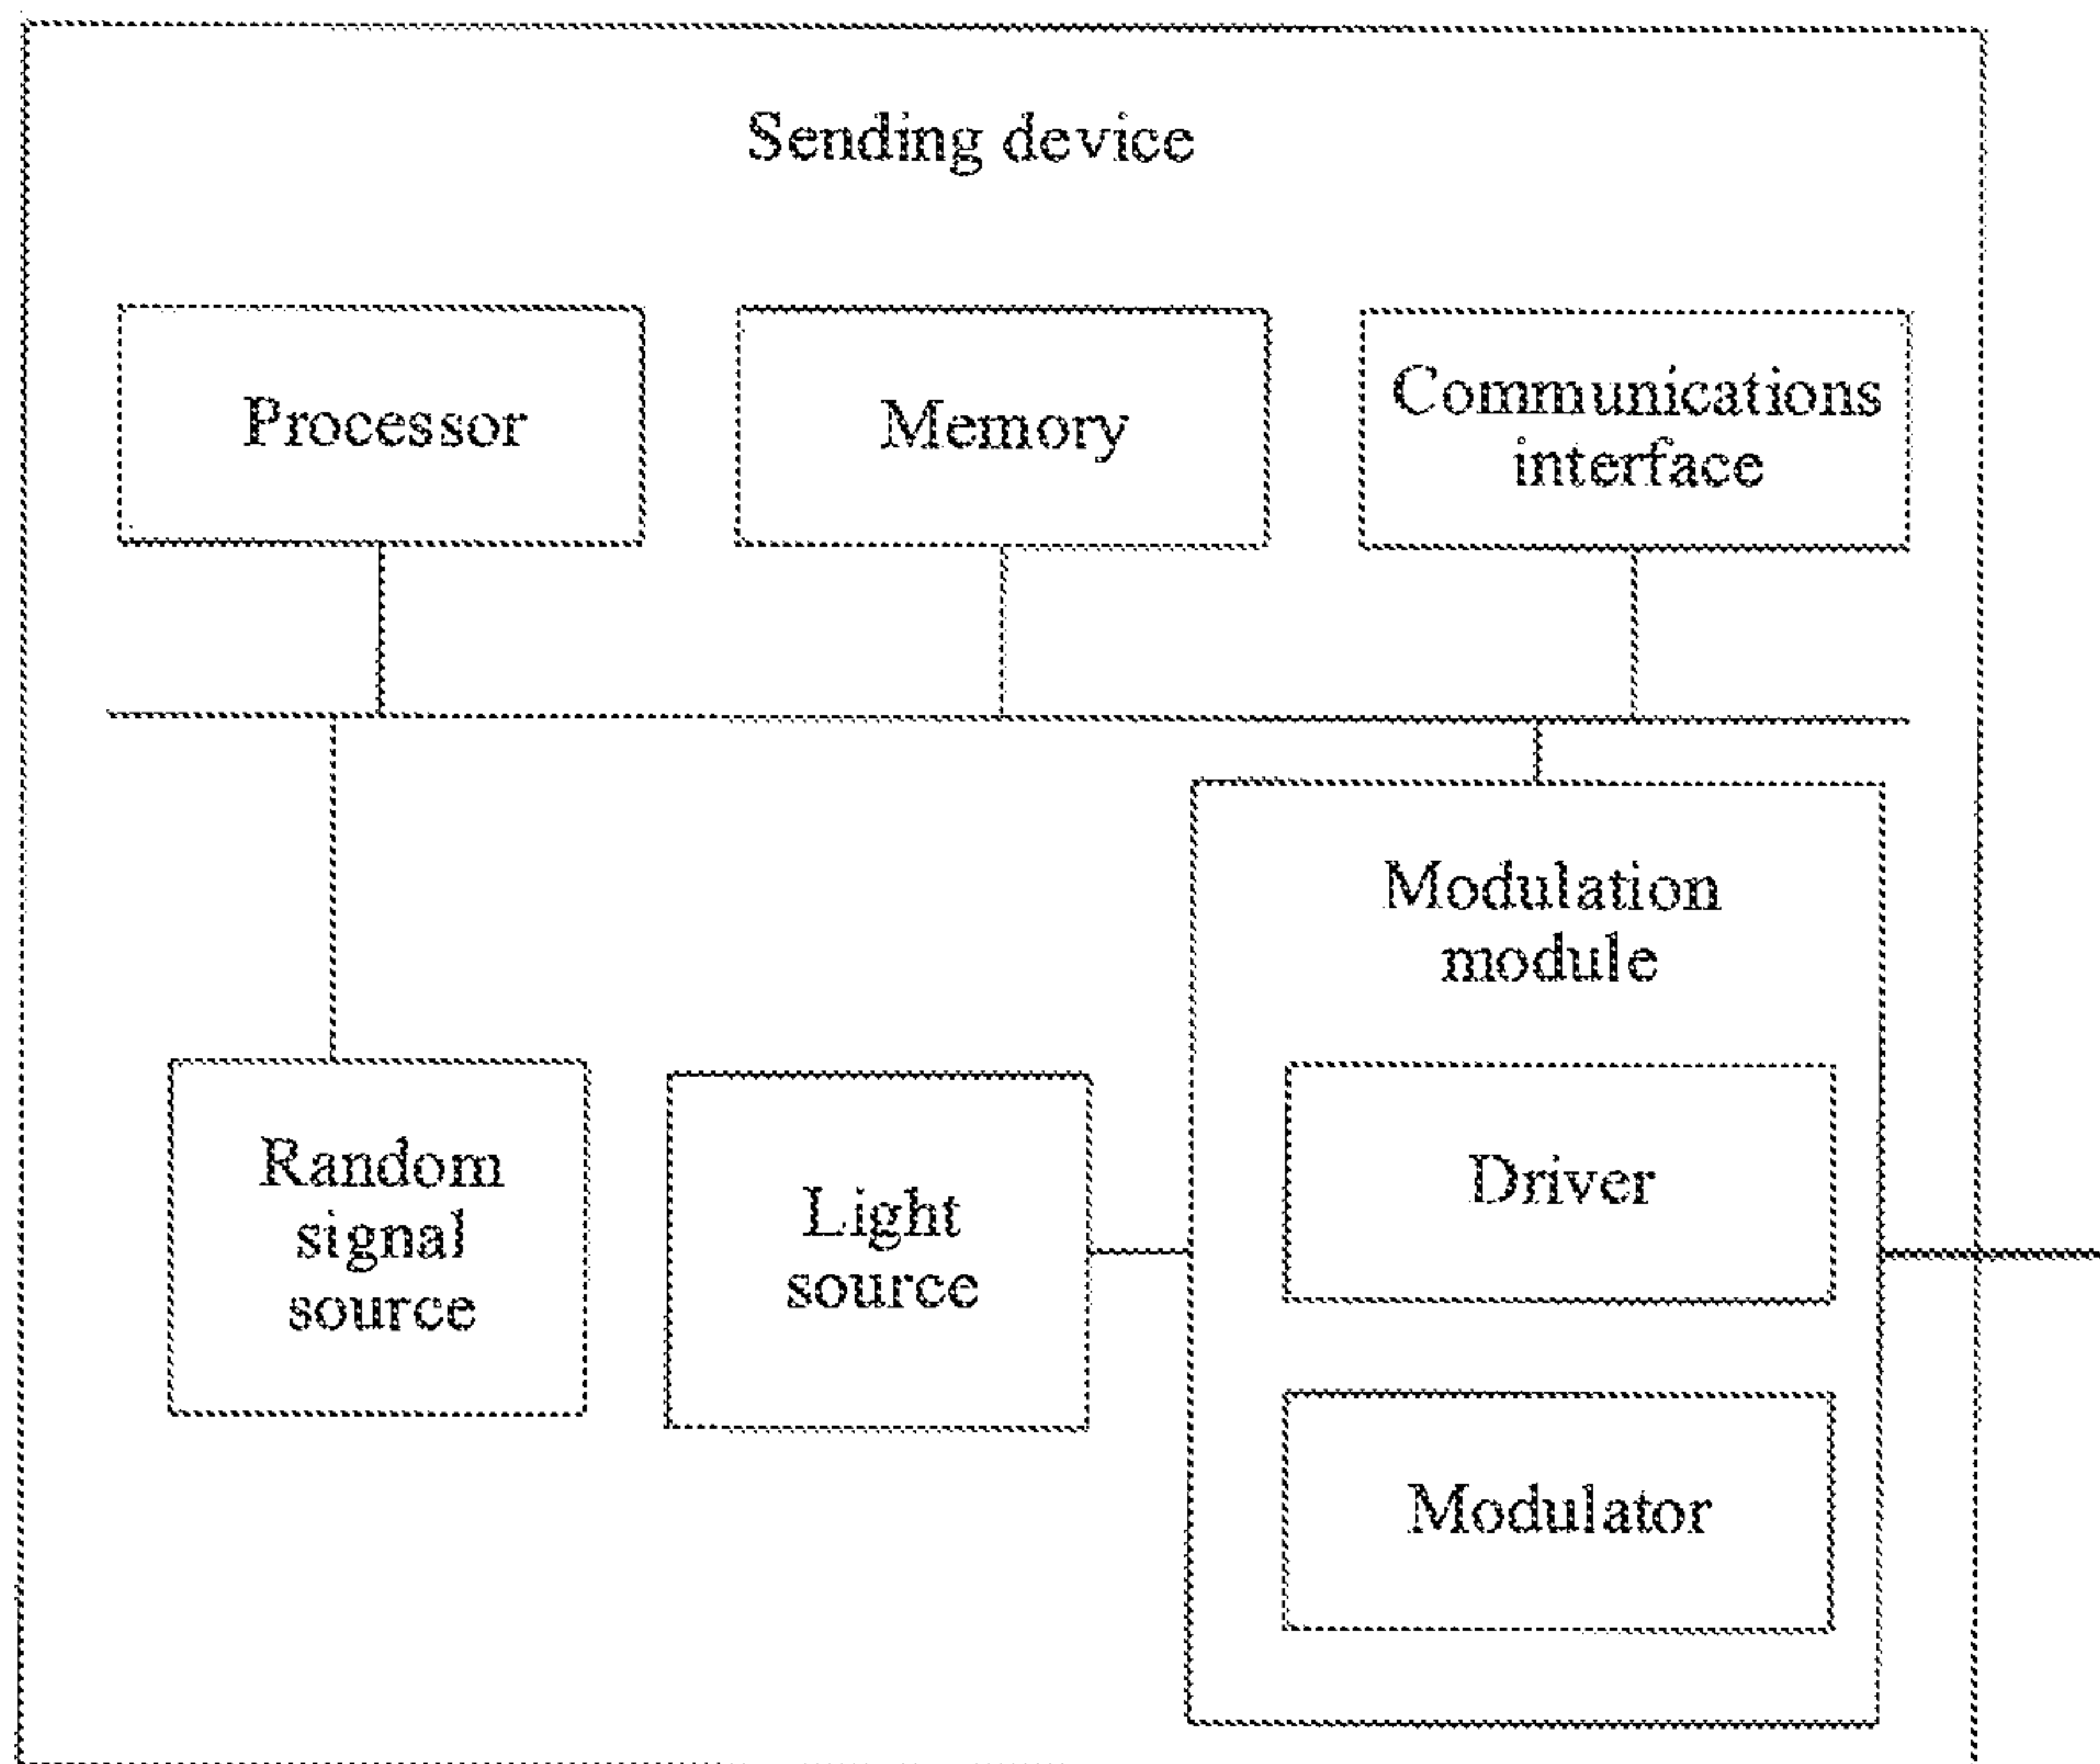 Sending device
Processor
Memory
Communications
interface
Modulation
module
Random
signal
source
Light
source
Driver
Modulator